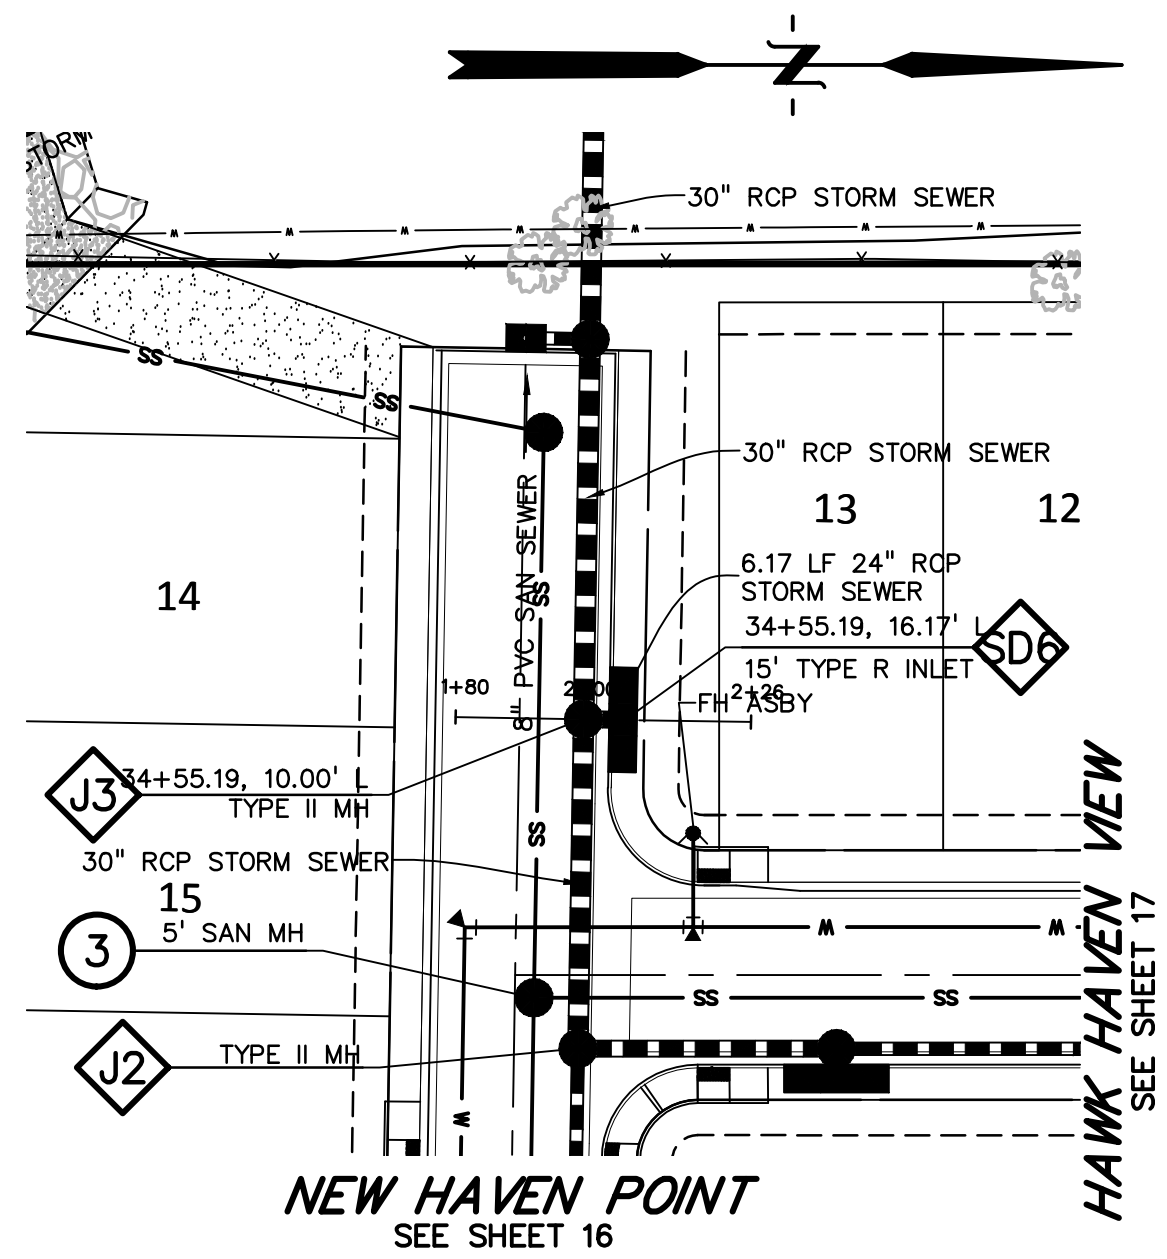 N
STORM
30" RCP STORM SEWER
W W W W W W W W W
X X X X X X
SS
SS
30" RCP STORM SEWER
13
12
8" PVC SAN SEWER
SS
6.17 LF 24" RCP
STORM SEWER
14
34+55.19, 16.17' L
SD6
15' TYPE R INLET
1+80
2+26
FH ASBY
J3
34+55.19, 10.00' L
TYPE II MH
SS
30" RCP STORM SEWER
15
3
5' SAN MH
W
W
SS
SS
J2
TYPE II MH
W
HAWK HAVEN VIEW
SEE SHEET 17
NEW HAVEN POINT
SEE SHEET 16